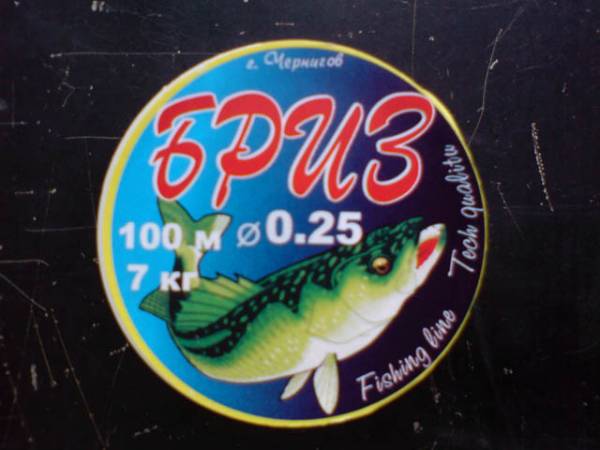 г. Чернигов
БРИЗ
100 м ø 0.25
7 кг
Fishing line
Tech quality